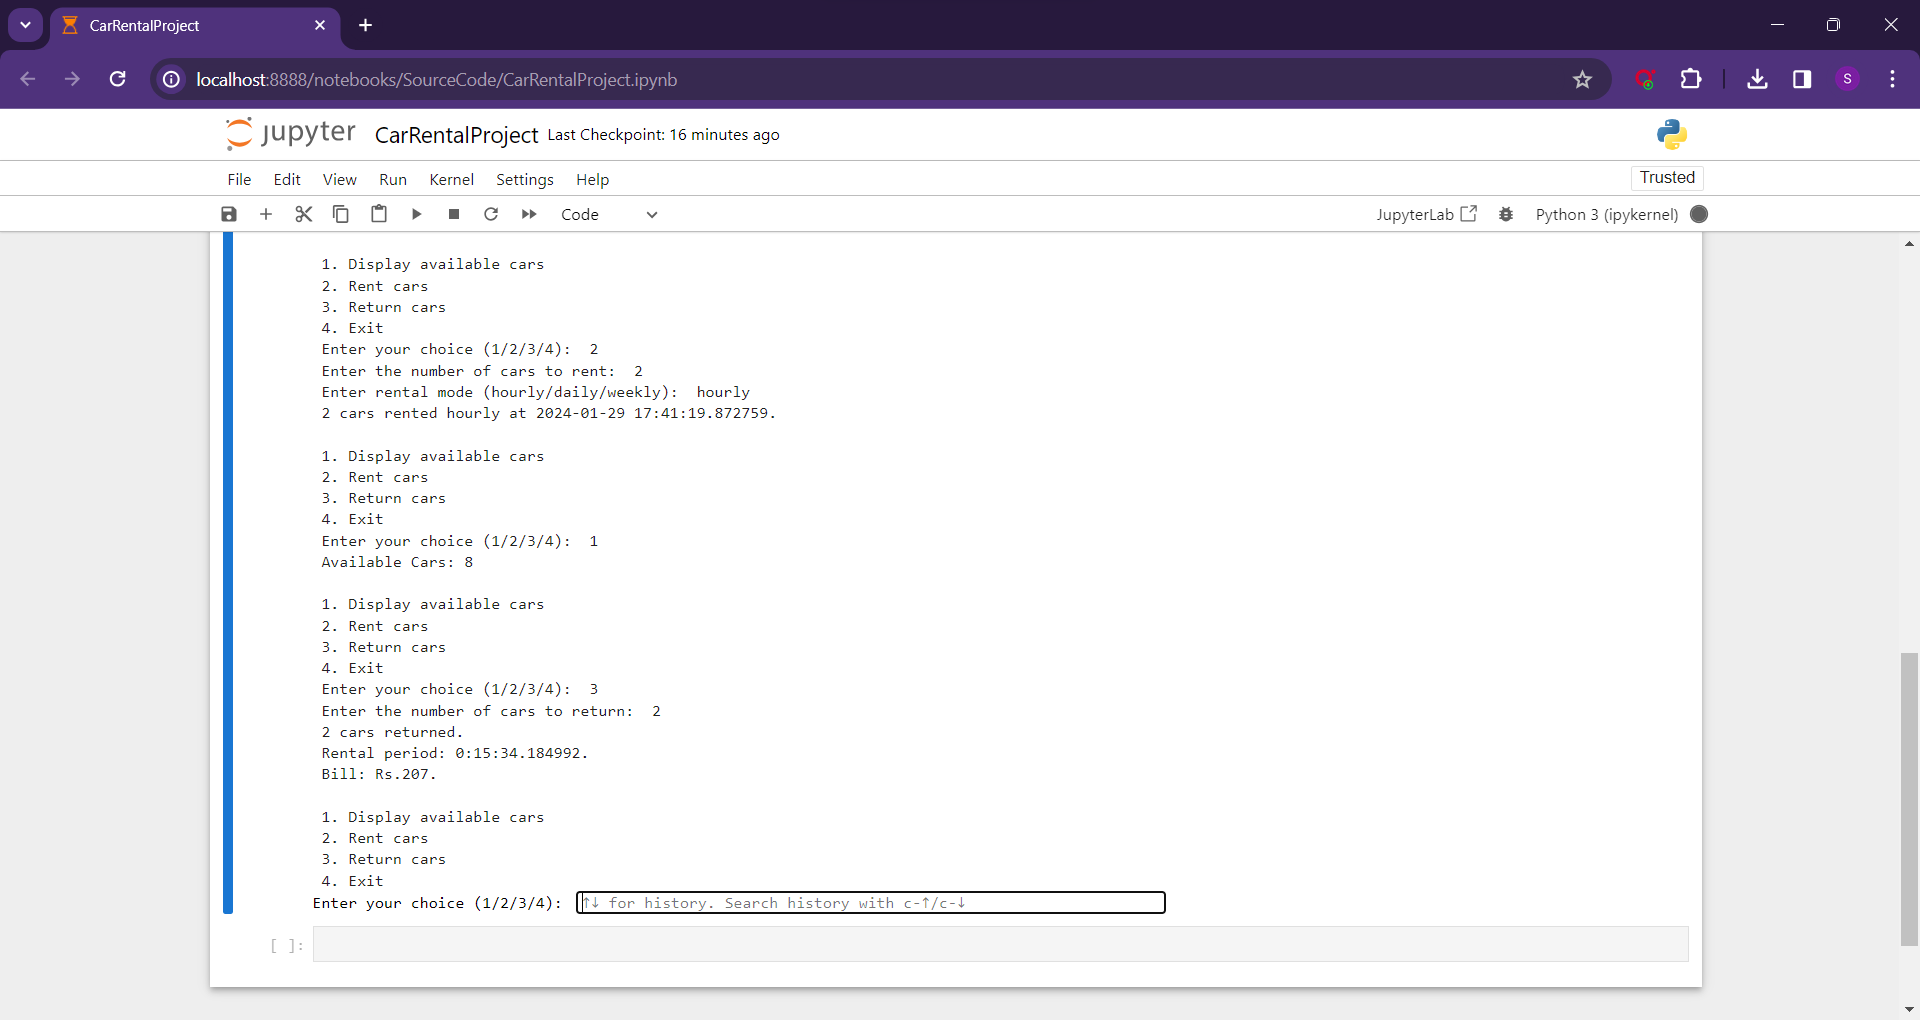 CarRentalProject
localhost:8888/notebooks/SourceCode/CarRentalProject.ipynb
S
jupyter CarRentalProject Last Checkpoint: 16 minutes ago
File Edit View Run Kernel Settings Help
Trusted
Code
JupyterLab
Python 3 (ipykernel)
1. Display available cars
2. Rent cars
3. Return cars
4. Exit
Enter your choice (1/2/3/4):  2
Enter the number of cars to rent:  2
Enter rental mode (hourly/daily/weekly):  hourly
2 cars rented hourly at 2024-01-29 17:41:19.872759.
1. Display available cars
2. Rent cars
3. Return cars
4. Exit
Enter your choice (1/2/3/4):  1
Available Cars: 8
1. Display available cars
2. Rent cars
3. Return cars
4. Exit
Enter your choice (1/2/3/4):  3
Enter the number of cars to return:  2
2 cars returned.
Rental period: 0:15:34.184992.
Bill: Rs.207.
1. Display available cars
2. Rent cars
3. Return cars
4. Exit
Enter your choice (1/2/3/4): ↑↓ for history. Search history with c-↑/c-↓
[ ]: